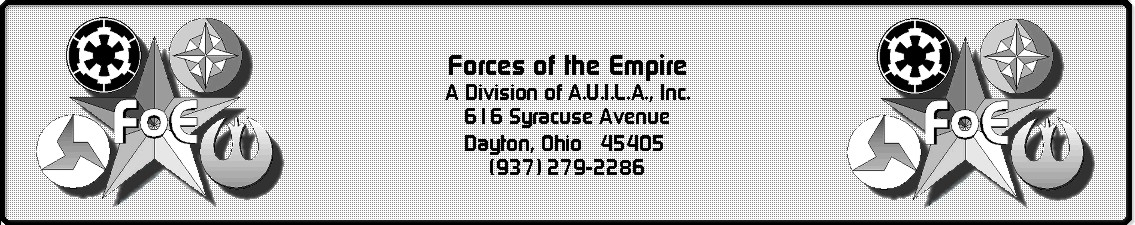 FoE
Forces of the Empire
A Division of A.U.I.L.A., Inc.
616 Syracuse Avenue
Dayton, Ohio 45405
(937) 279-2286
FoE